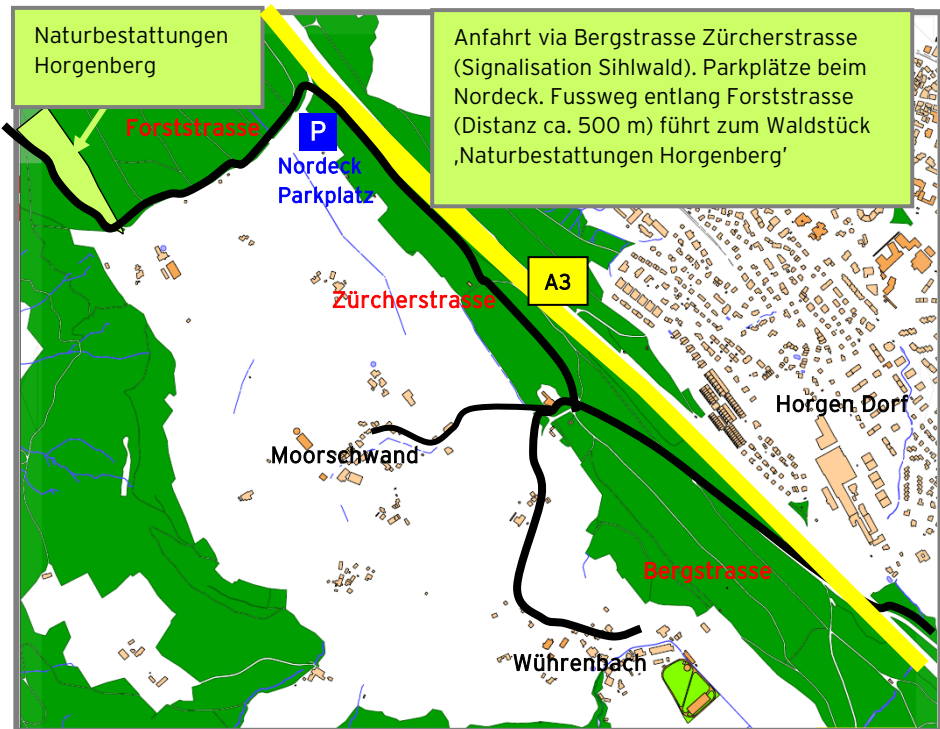 Naturbestattungen
Horgenberg
Anfahrt via Bergstrasse Zürcherstrasse
(Signalisation Sihlwald). Parkplätze beim
Nordeck. Fussweg entlang Forststrasse
(Distanz ca. 500 m) führt zum Waldstück
‚Naturbestattungen Horgenberg’
Forststrasse
P
Nordeck
Parkplatz
Zürcherstrasse
A3
Horgen Dorf
Moorschwand
Bergstrasse
Wührenbach